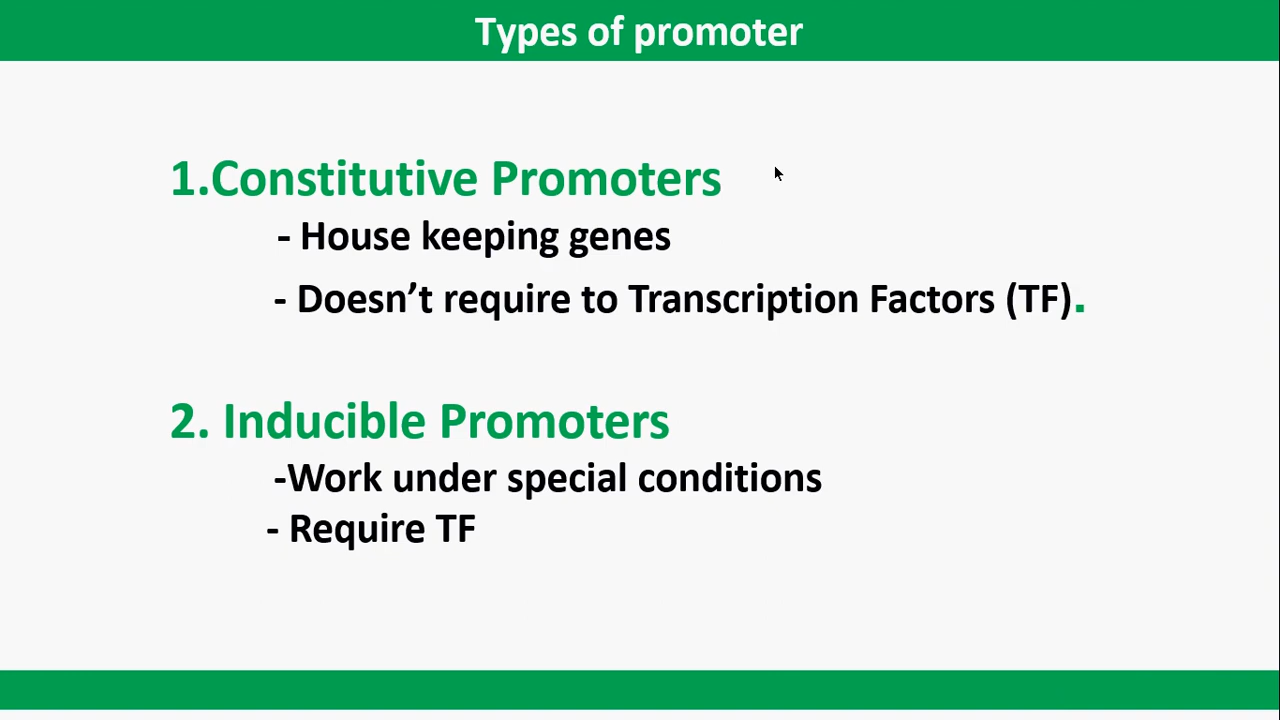 Types of promoter
1.Constitutive Promoters
- House keeping genes
- Doesn’t require to Transcription Factors (TF).
2. Inducible Promoters
-Work under special conditions
- Require TF